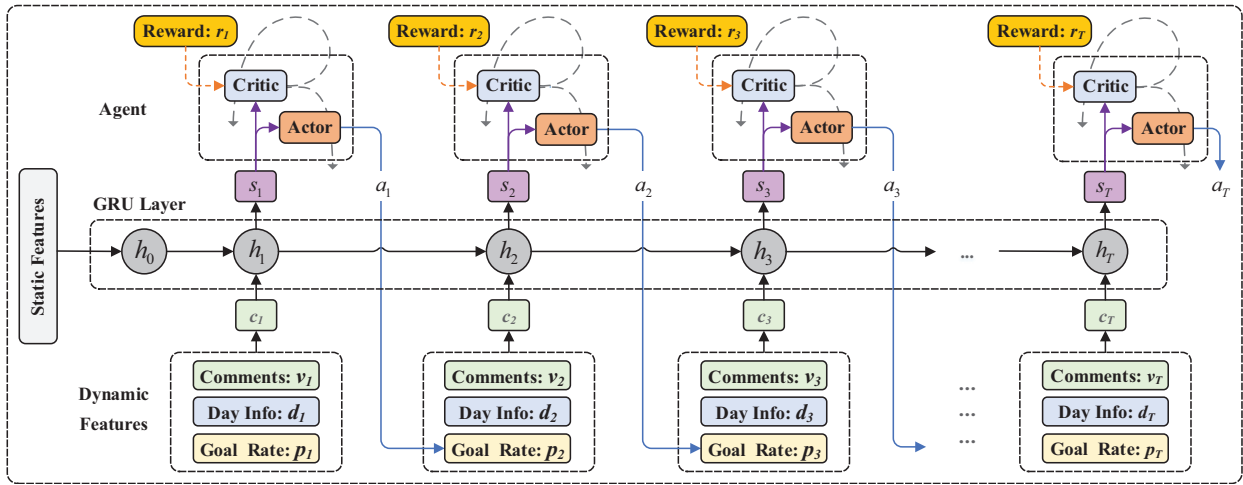 Reward: r1
Reward: r2
Reward: r3
Reward: rT
Critic
Critic
Critic
Critic
Agent
Actor
Actor
Actor
Actor
s1
a1
s2
a2
s3
a3
sT
aT
GRU Layer
Static Features
h0
h1
h2
h3
...
hT
c1
c2
c3
cT
Dynamic
Features
Comments: v1
Day Info: d1
Goal Rate: p1
Comments: v2
Day Info: d2
Goal Rate: p2
Comments: v3
Day Info: d3
Goal Rate: p3
...
...
...
Comments: vT
Day Info: dT
Goal Rate: pT